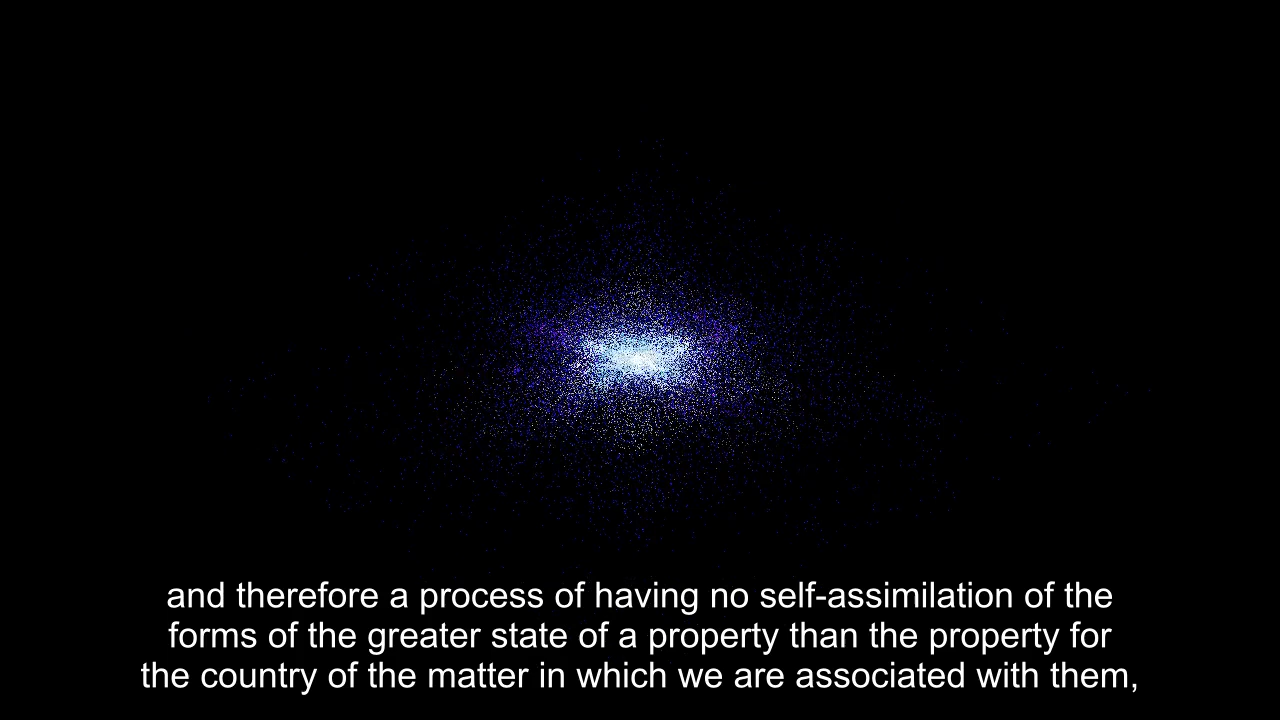 and therefore a process of having no self-assimilation of the
forms of the greater state of a property than the property for
the country of the matter in which we are associated with them,